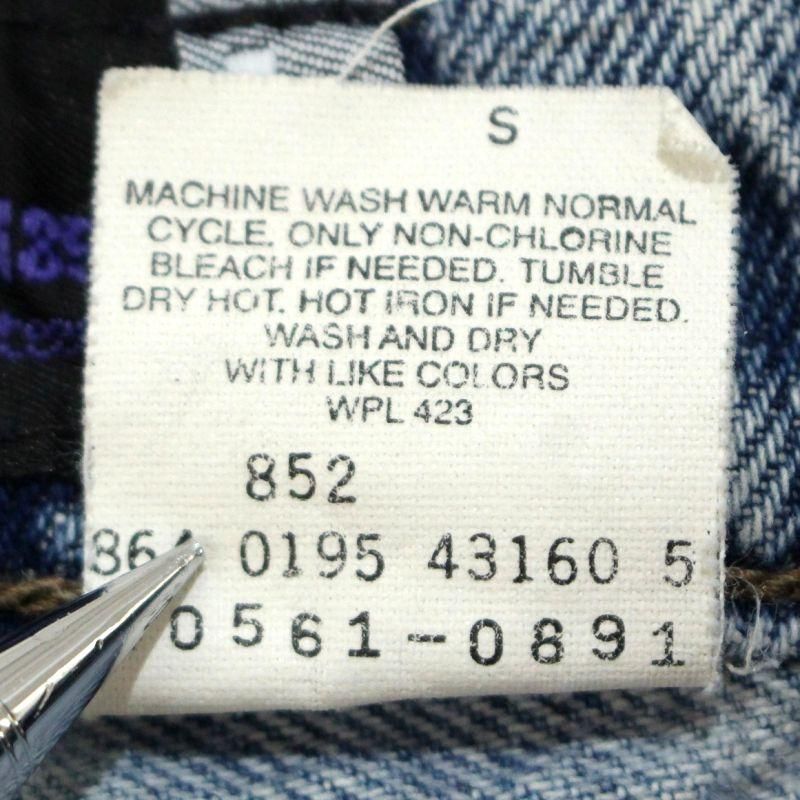 S
MACHINE WASH WARM NORMAL
CYCLE. ONLY NON-CHLORINE
BLEACH IF NEEDED. TUMBLE
DRY HOT. HOT IRON IF NEEDED.
WASH AND DRY
WITH LIKE COLORS
WPL 423
852
864 0195 43160 5
0561-0891